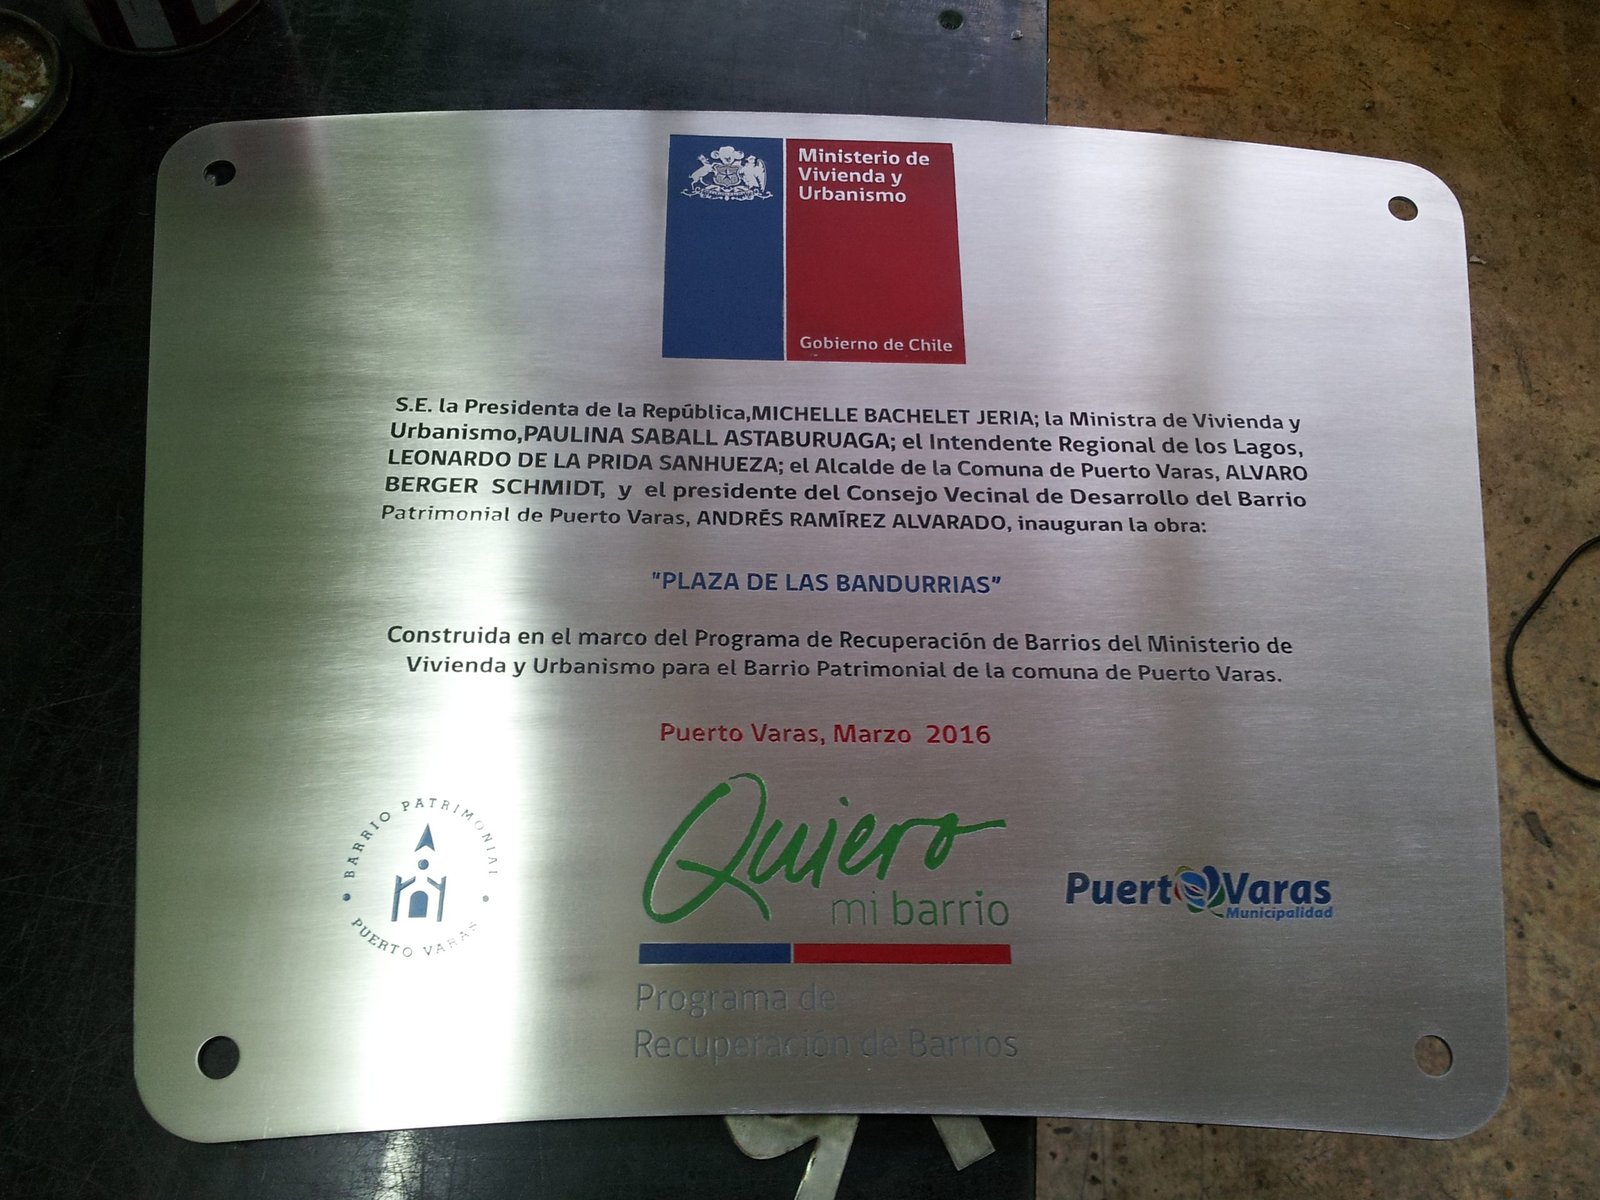 Ministerio de
Vivienda y
Urbanismo
Gobierno de Chile
S.E. la Presidenta de la República,MICHELLE BACHELET JERIA; la Ministra de Vivienda y
Urbanismo,PAULINA SABALL ASTABURUAGA; el Intendente Regional de los Lagos,
LEONARDO DE LA PRIDA SANHUEZA; el Alcalde de la Comuna de Puerto Varas, ALVARO
BERGER SCHMIDT, y el presidente del Consejo Vecinal de Desarrollo del Barrio
Patrimonial de Puerto Varas, ANDRÉS RAMÍREZ ALVARADO, inauguran la obra:
"PLAZA DE LAS BANDURRIAS"
Construida en el marco del Programa de Recuperación de Barrios del Ministerio de
Vivienda y Urbanismo para el Barrio Patrimonial de la comuna de Puerto Varas.
Puerto Varas, Marzo 2016
BARRIO PATRIMONIAL
PUERTO VARAS
Quiero
mi barrio
Programa de
Recuperación de Barrios
Puerto Varas
Municipalidad